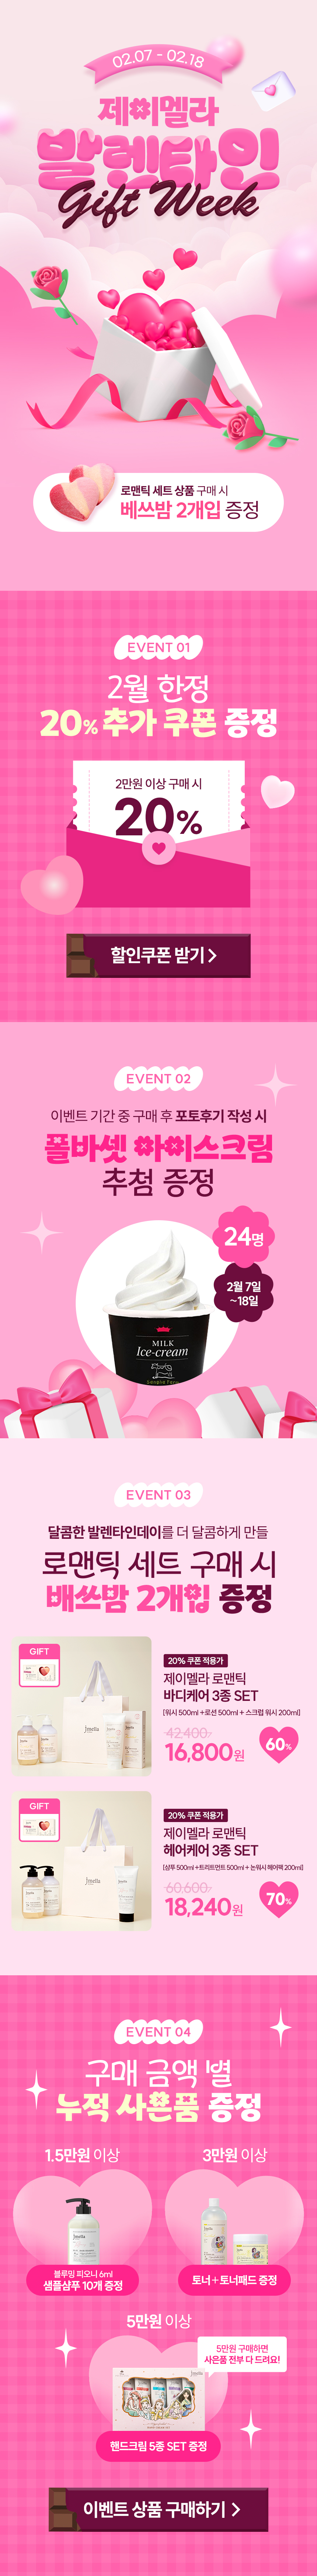 02.07 - 02.18
제이멜라
발렌타인
Gift Week
로맨틱 세트 상품 구매 시
베쓰밤 2개입 증정
EVENT 01
2월 한정
20% 추가 쿠폰 증정
2만원 이상 구매 시
20%
할인쿠폰 받기 >
EVENT 02
이벤트 기간 중 구매 후 포토후기 작성 시
폴바셋 아이스크림
추첨 증정
24명
2월 7일
~18일
MILK
Ice-cream
EVENT 03
달콤한 발렌타인데이를 더 달콤하게 만들
로맨틱 세트 구매 시
배쓰밤 2개입 증정
GIFT
Jmella
20% 쿠폰 적용가
제이멜라 로맨틱
바디케어 3종 SET
[워시 500ml +로션 500ml + 스크럽 워시 200ml]
42,400원
16,800원
60%
GIFT
Jmella
20% 쿠폰 적용가
제이멜라 로맨틱
헤어케어 3종 SET
[샴푸 500ml +트리트먼트 500ml + 논워시 헤어팩 200ml]
60,600원
18,240원
70%
EVENT 04
구매 금액 별
누적 사은품 증정
1.5만원 이상
3만원 이상
Jmella
블루밍 피오니 6ml
샘플샴푸 10개 증정
토너+토너패드 증정
5만원 이상
5만원 구매하면
사은품 전부 다 드려요!
핸드크림 5종 SET 증정
이벤트 상품 구매하기 >